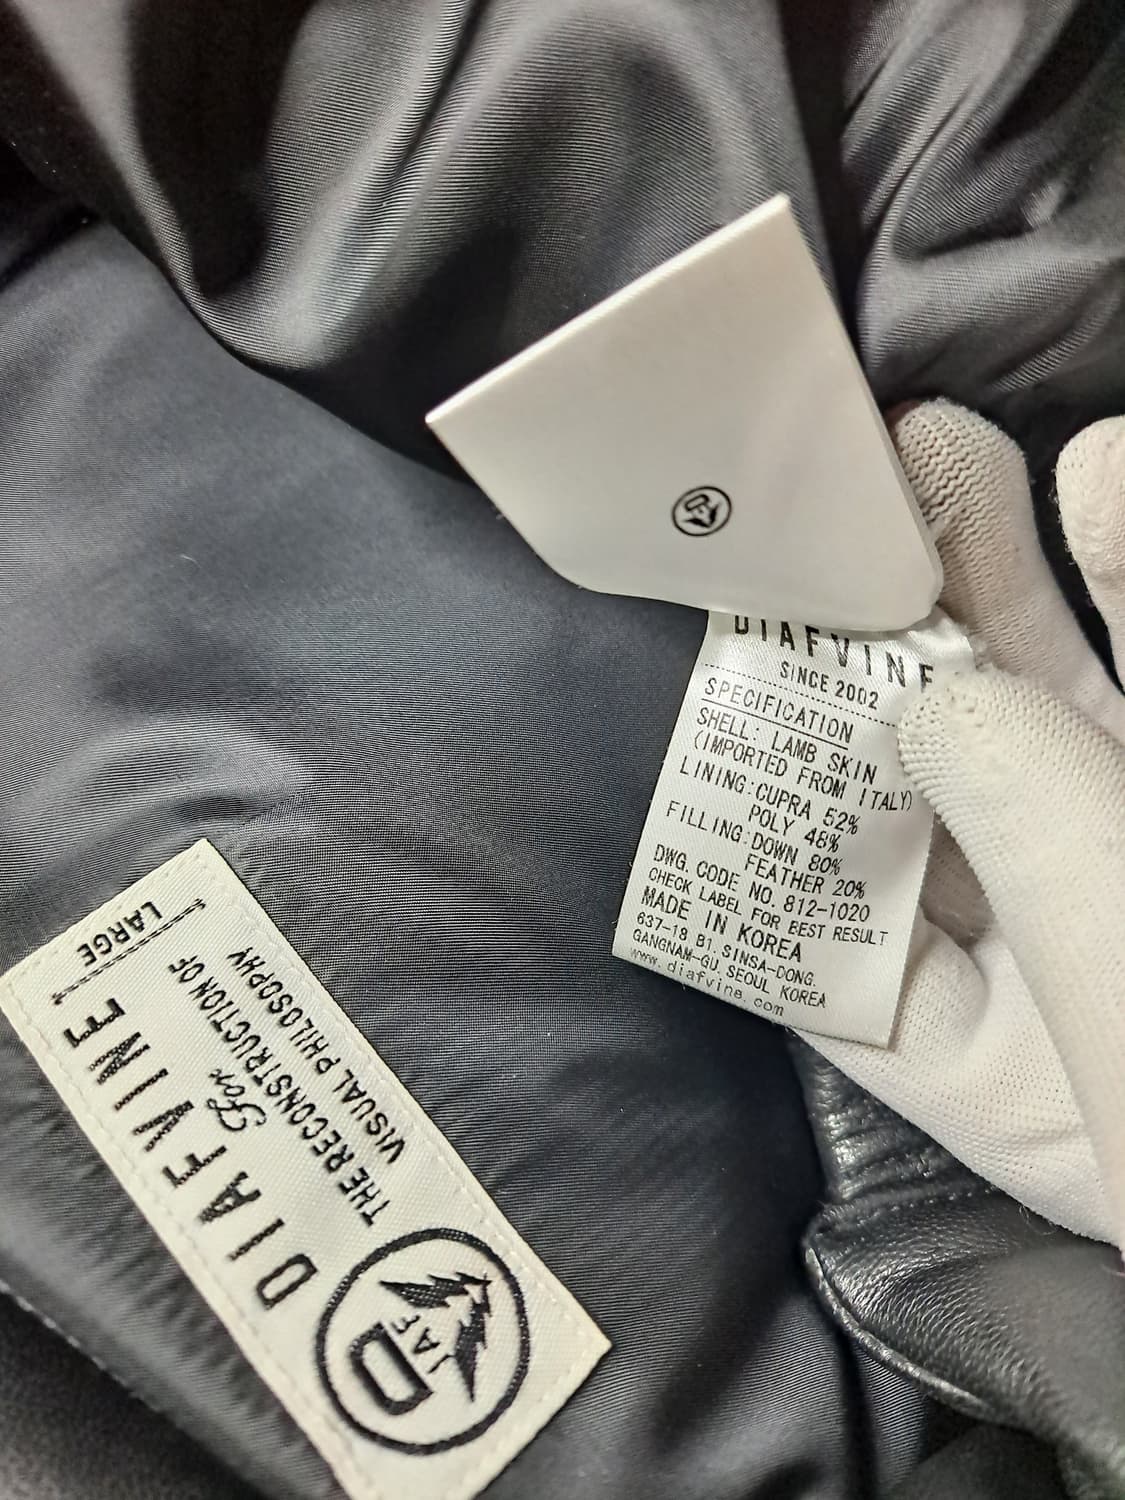 DIAFVINE
SINCE 2002
SPECIFICATION
SHELL: LAMB SKIN
(IMPORTED FROM ITALY)
LINING:CUPRA 52%
POLY 48%
FILLING:DOWN 80%
FEATHER 20%
DWG.CODE NO. 812-1020
CHECK LABEL FOR BEST RESULT
MADE IN KOREA
637-18 B1,SINSA-DONG.
GANGNAM-GU,SEOUL KOREA
www.diafvine.com
D
IAF
DIAFVINE
LARGE
For
THE RECONSTRUCTION OF
VISUAL PHILOSOPHY